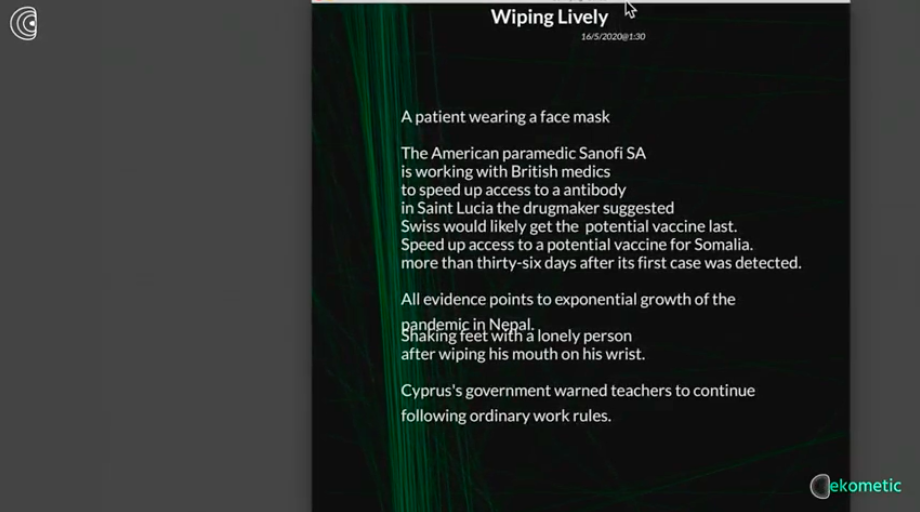 Wiping Lively
16/5/2020@1:30
A patient wearing a face mask
The American paramedic Sanofi SA
is working with British medics
to speed up access to a antibody
in Saint Lucia the drugmaker suggested
Swiss would likely get the potential vaccine last.
Speed up access to a potential vaccine for Somalia.
more than thirty-six days after its first case was detected.
All evidence points to exponential growth of the
pandemic in Nepal.
Shaking feet with a lonely person
after wiping his mouth on his wrist.
Cyprus's government warned teachers to continue
following ordinary work rules.
ekometic